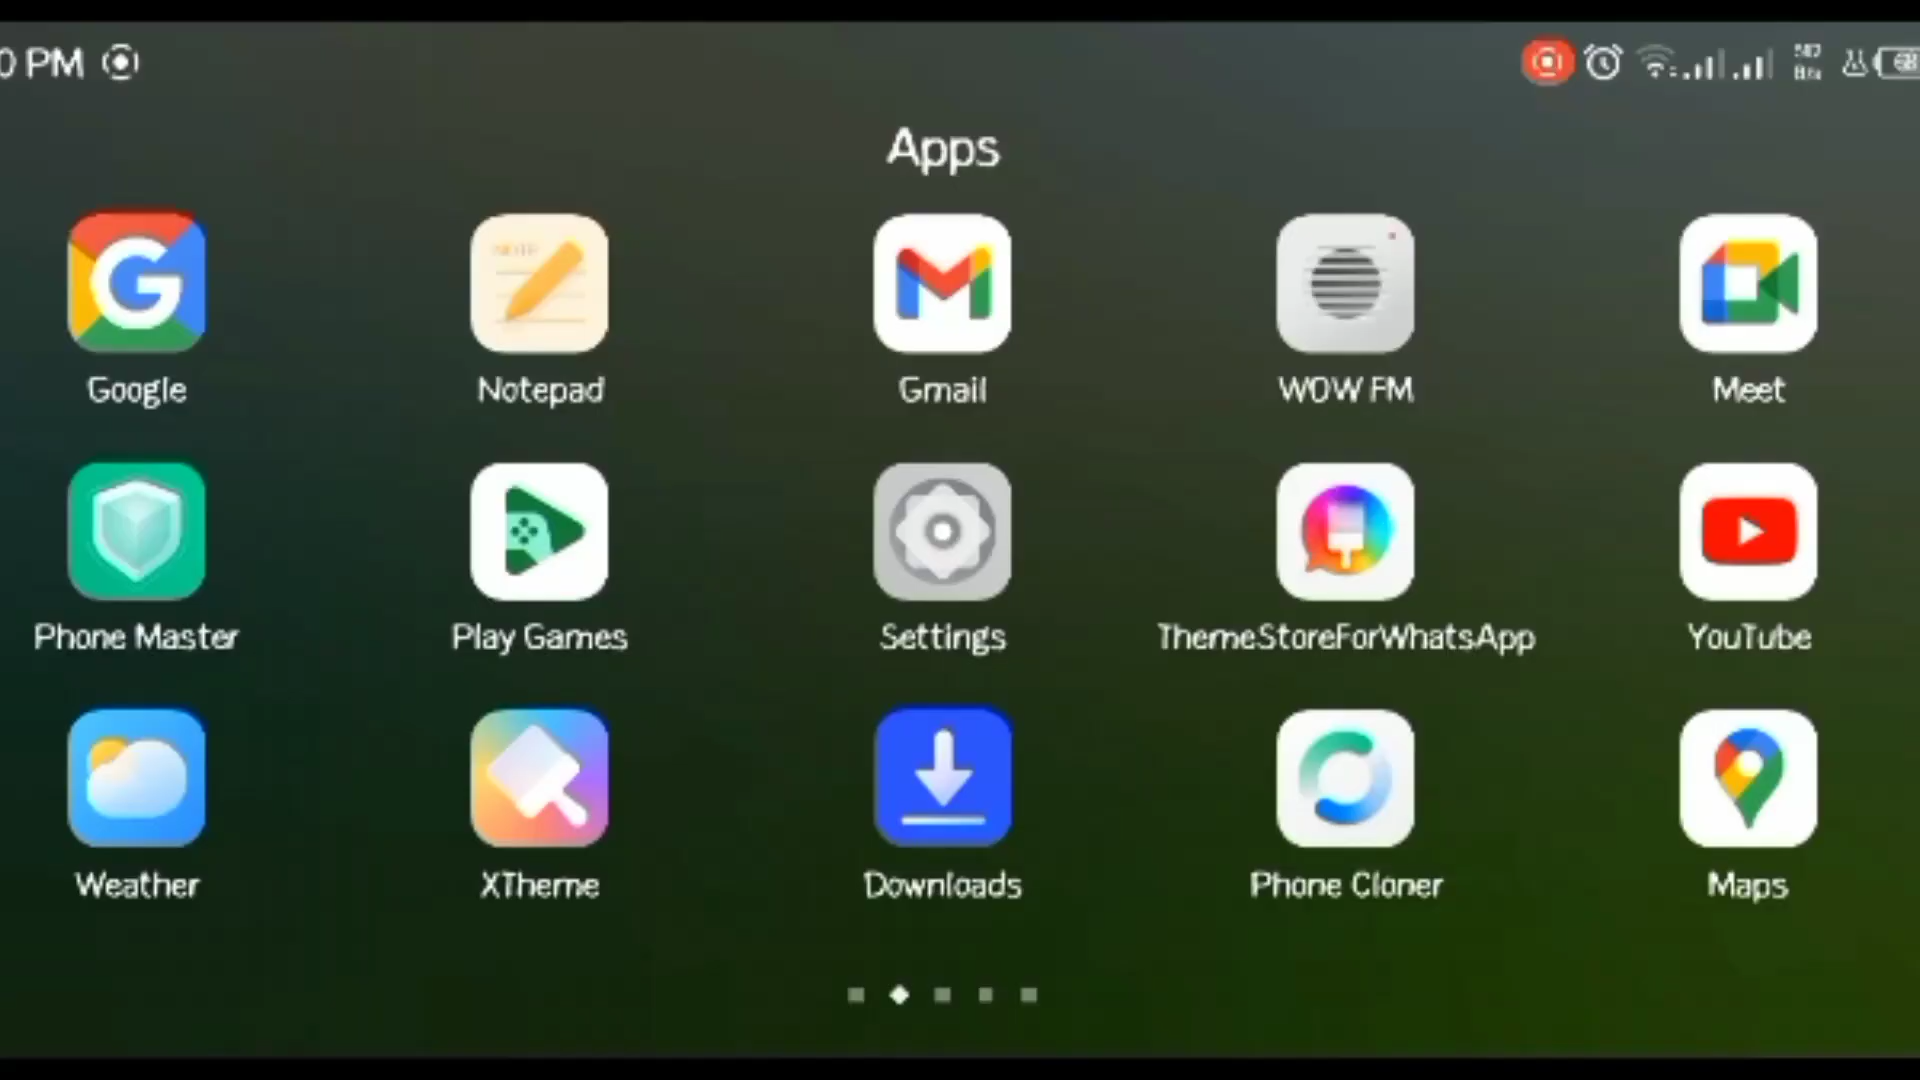 0 PM
Apps
NOTE
Google
Notepad
Gmail
WOW FM
Meet
Phone Master
Play Games
Settings
ThemeStoreForWhatsApp
YouTube
Weather
XTheme
Downloads
Phone Cloner
Maps